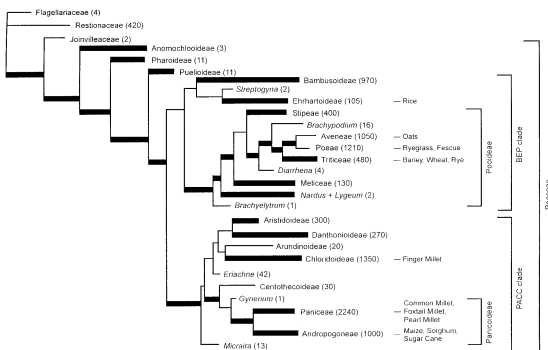 Flagellariaceae (4)
Restionaceae (420)
Joinvilleaceae (2)
Anomochlooideae (3)
Pharoideae (11)
Puelioideae (11)
Bambusoideae (970)
Streptogyna (2)
Ehrhartoideae (105) — Rice
Stipeae (400)
Brachypodium (16)
Aveneae (1050) — Oats
Poeae (1210) — Ryegrass, Fescue
Triticeae (480) — Barley, Wheat, Rye
Diarrhena (4)
Meliceae (130)
Nardus + Lygeum (2)
Brachyelytrum (1)
Pooideae
BEP clade
Aristidoideae (300)
Danthonioideae (270)
Arundinoideae (20)
Chloridoideae (1350) — Finger Millet
Eriachne (42)
Centothecoideae (30)
Gynerium (1)
Paniceae (2240) — Common Millet,
Foxtail Millet,
Pearl Millet
Andropogoneae (1000) — Maize, Sorghum,
Sugar Cane
Micraira (13)
Panicoideae
PACC clade